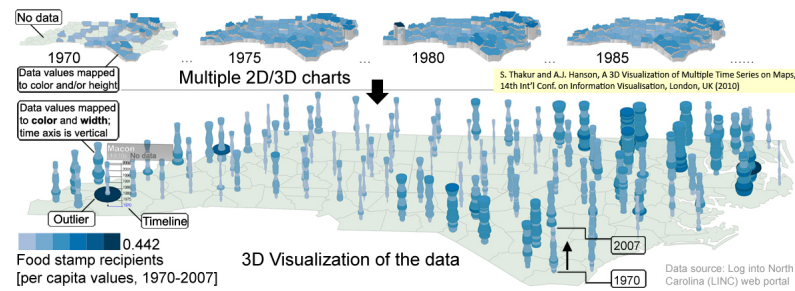 No data
1970
...
1975
...
1980
...
1985
......
Data values mapped
to color and/or height
Multiple 2D/3D charts
S. Thakur and A.J. Hanson, A 3D Visualization of Multiple Time Series on Maps,
14th Int'l Conf. on Information Visualisation, London, UK (2010)
Data values mapped
to color and width;
time axis is vertical
Macon
No data
Outlier
Timeline
0.442
Food stamp recipients
[per capita values, 1970-2007]
3D Visualization of the data
2007
1970
Data source: Log into North
Carolina (LINC) web portal